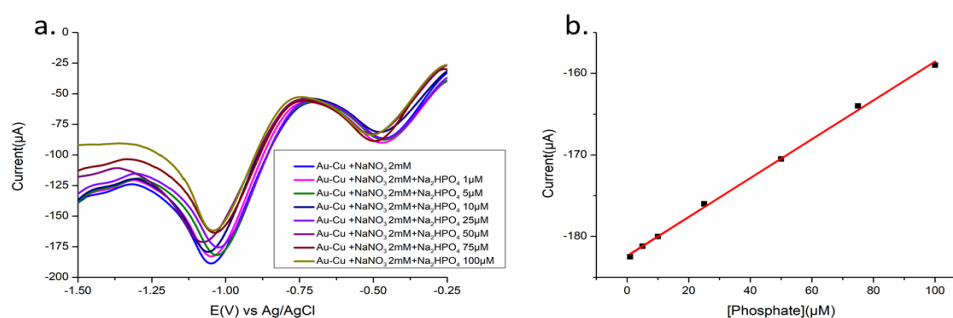 a.
0
-25
-50
-75
-100
-125
-150
-175
-200
Current(µA)
-1.50
-1.25
-1.00
-0.75
-0.50
-0.25
E(V) vs Ag/AgCl
Au-Cu +NaNO₃ 2mM
Au-Cu +NaNO₃ 2mM+Na₂HPO₄ 1µM
Au-Cu +NaNO₃ 2mM+Na₂HPO₄ 5µM
Au-Cu +NaNO₃ 2mM+Na₂HPO₄ 10µM
Au-Cu +NaNO₃ 2mM+Na₂HPO₄ 25µM
Au-Cu +NaNO₃ 2mM+Na₂HPO₄ 50µM
Au-Cu +NaNO₃ 2mM+Na₂HPO₄ 75µM
Au-Cu +NaNO₃ 2mM+Na₂HPO₄ 100µM
b.
-160
-170
-180
Current(µA)
0
20
40
60
80
100
[Phosphate](µM)